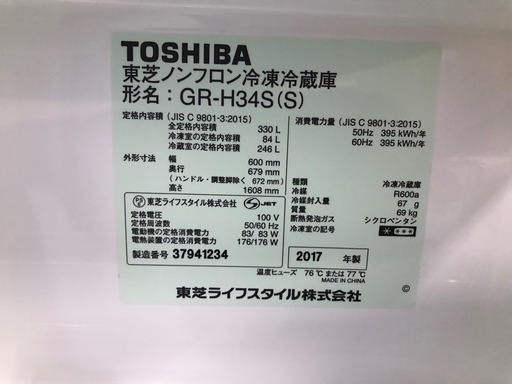 TOSHIBA
東芝ノンフロン冷凍冷蔵庫
形名：GR-H34S(S)
定格内容積（JIS C 9801-3:2015）
全定格内容積 330 L
冷凍室の定格内容積 84 L
冷蔵室の定格内容積 246 L
外形寸法 幅 600 mm
奥行 679 mm
（ハンドル・調整脚除く 672 mm）
高さ 1608 mm
東芝ライフスタイル株式会社 S JET
定格電圧 100 V
定格周波数 50/60 Hz
電動機の定格消費電力 83/ 83 W
電熱装置の定格消費電力 176/176 W
製造番号 37941234
消費電力量（JIS C 9801-3:2015）
50Hz 395 kWh/年
60Hz 395 kWh/年
種類 冷凍冷蔵庫
冷媒 R600a
冷媒封入量 67 g
質量 69 kg
断熱発泡ガス シクロペンタン
冷凍室の記号
2017 年製
温度ヒューズ 76℃または77℃
MADE IN CHINA
東芝ライフスタイル株式会社
©